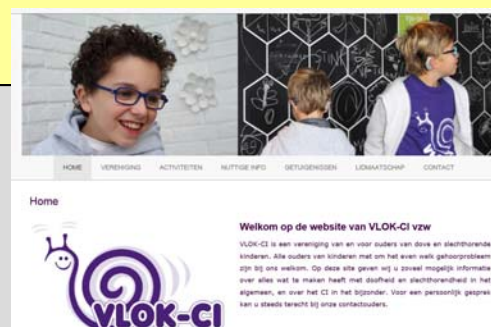 STINK
HOME VERENIGING ACTIVITEITEN NUTTIGE INFO GETUIGENISSEN LIDMAATSCHAP CONTACT
Home
Welkom op de website van VLOK-CI vzw
VLOK-CI is een vereniging van en voor ouders van dove en slechthorende
kinderen. Alle ouders van kinderen met om het even welk gehoorprobleem
zijn bij ons welkom. Op deze site geven wij u zoveel mogelijk informatie
over alles wat te maken heeft met doofheid en slechthorendheid in het
algemeen, en over het CI in het bijzonder. Voor een persoonlijk gesprek
kan u steeds terecht bij onze contactouders.
VLOK-CI